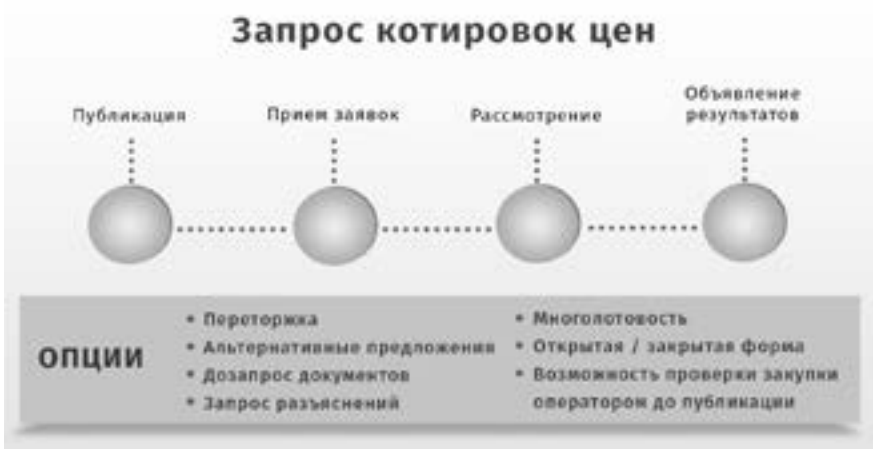 Запрос котировок цен
Публикация
Прием заявок
Рассмотрение
Объявление
результатов
ОПЦИИ
• Переторжка
• Альтернативные предложения
• Дозапрос документов
• Запрос разъяснений
• Многолотовость
• Открытая / закрытая форма
• Возможность проверки закупки
оператором до публикации